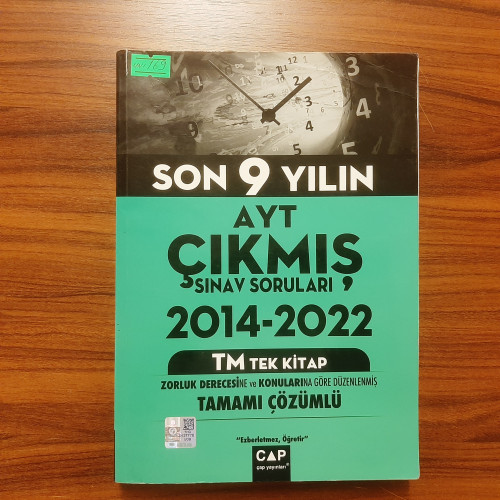 SON 9 YILIN
AYT
ÇIKMIŞ
SINAV SORULARI
2014-2022
TM TEK KİTAP
ZORLUK DERECESİNE ve KONULARINA GÖRE DÜZENLENMİŞ
TAMAMI ÇÖZÜMLÜ
"Ezberletmez, Öğretir"
ÇAP
çap yayınları®